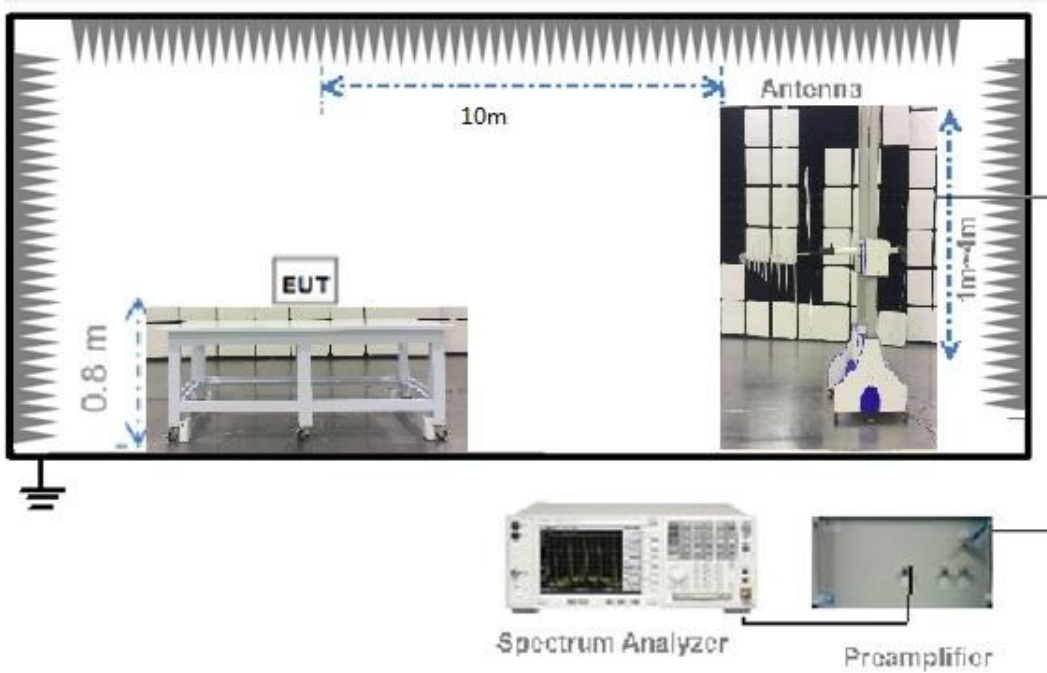 Antenna
10m
EUT
0.8 m
1m~4m
Spectrum Analyzer
Preamplifier